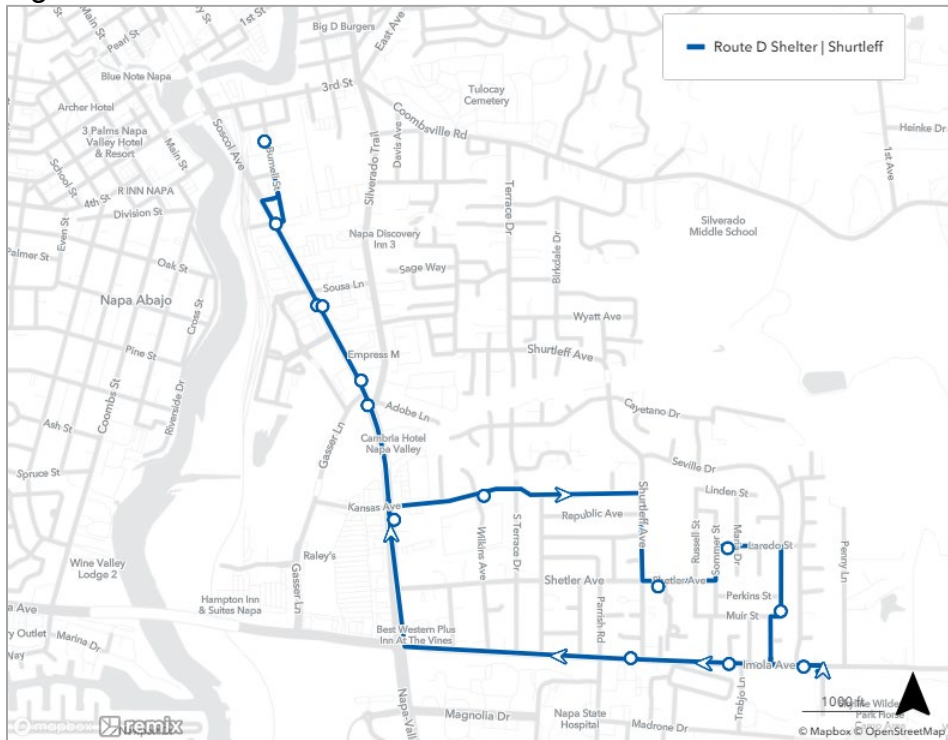 Big D Burgers
1st St
East Ave
Pearl St
1st St
Blue Note Napa
3rd St
Route D Shelter | Shurtleff
Archer Hotel
3 Palms Napa
Valley Hotel
& Resort
Main St
Soscol Ave
Burnell St
Silverado Trail
Davis Ave
Coombsville Rd
Tulocay
Cemetery
Heinke Dr
1st Ave
School St
R INN NAPA
4th St
Division St
Even St
Palmer St
Oak St
Napa Abajo
Cross St
Napa Discovery
Inn 3
Sage Way
Terrace Dr
Birkdale Dr
Silverado
Middle School
Sousa Ln
Wyatt Ave
Pine St
Coombs St
Riverside Dr
Empress M
Shurtleff Ave
Ash St
Adobe Ln
Cayetano Dr
Gasser Ln
Cambria Hotel
Napa Valley
Spruce St
Seville Dr
Kansas Ave
Linden St
Republic Ave
Shurtleff Ave
Russell St
Sommer St
Laredo St
Penny Ln
Wilkins Ave
S Terrace Dr
Raley's
Wine Valley
Lodge 2
Gasser Ln
Shetler Ave
Shetler Ave
Perkins St
Muir St
Parrish Rd
Hampton Inn
& Suites Napa
Best Western Plus
Inn At The Vines
Marina Dr
Imola Ave
Trabjo Ln
1000 ft
Magnolia Dr
Napa State
Hospital
Madrone Dr
mapbox
remix
© Mapbox © OpenStreetMap